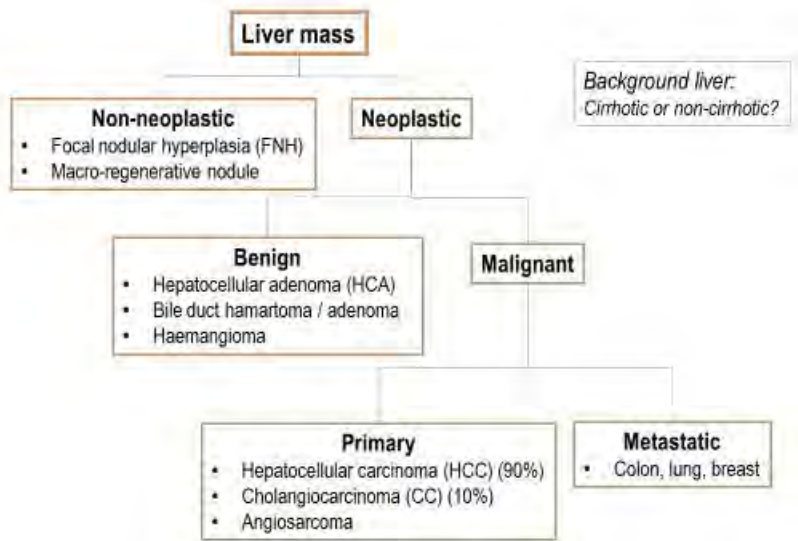 Liver mass
Background liver:
Cirrhotic or non-cirrhotic?
Non-neoplastic
• Focal nodular hyperplasia (FNH)
• Macro-regenerative nodule
Neoplastic
Benign
• Hepatocellular adenoma (HCA)
• Bile duct hamartoma / adenoma
• Haemangioma
Malignant
Primary
• Hepatocellular carcinoma (HCC) (90%)
• Cholangiocarcinoma (CC) (10%)
• Angiosarcoma
Metastatic
• Colon, lung, breast